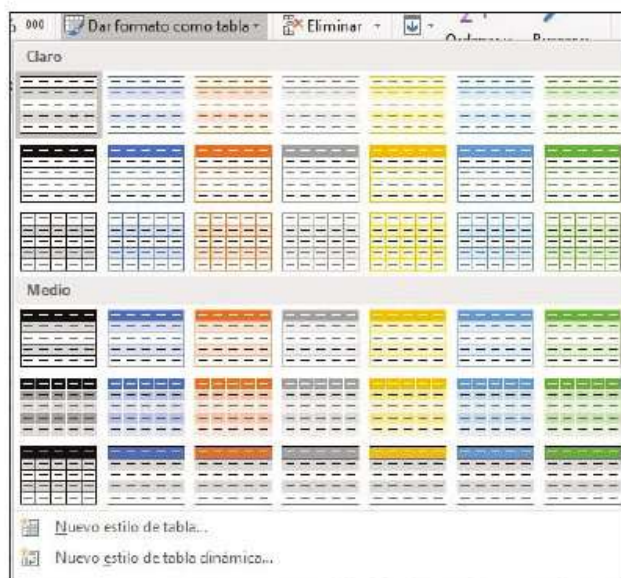 000 Dar formato como tabla Eliminar
Claro
Medio
Nuevo estilo de tabla...
Nuevo estilo de tabla dinámica...